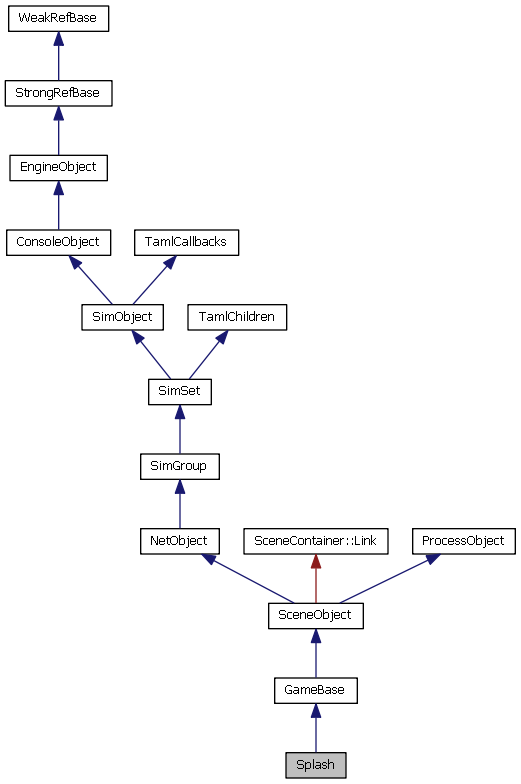 WeakRefBase
StrongRefBase
EngineObject
ConsoleObject
TamlCallbacks
SimObject
TamlChildren
SimSet
SimGroup
NetObject
SceneContainer::Link
ProcessObject
SceneObject
GameBase
Splash